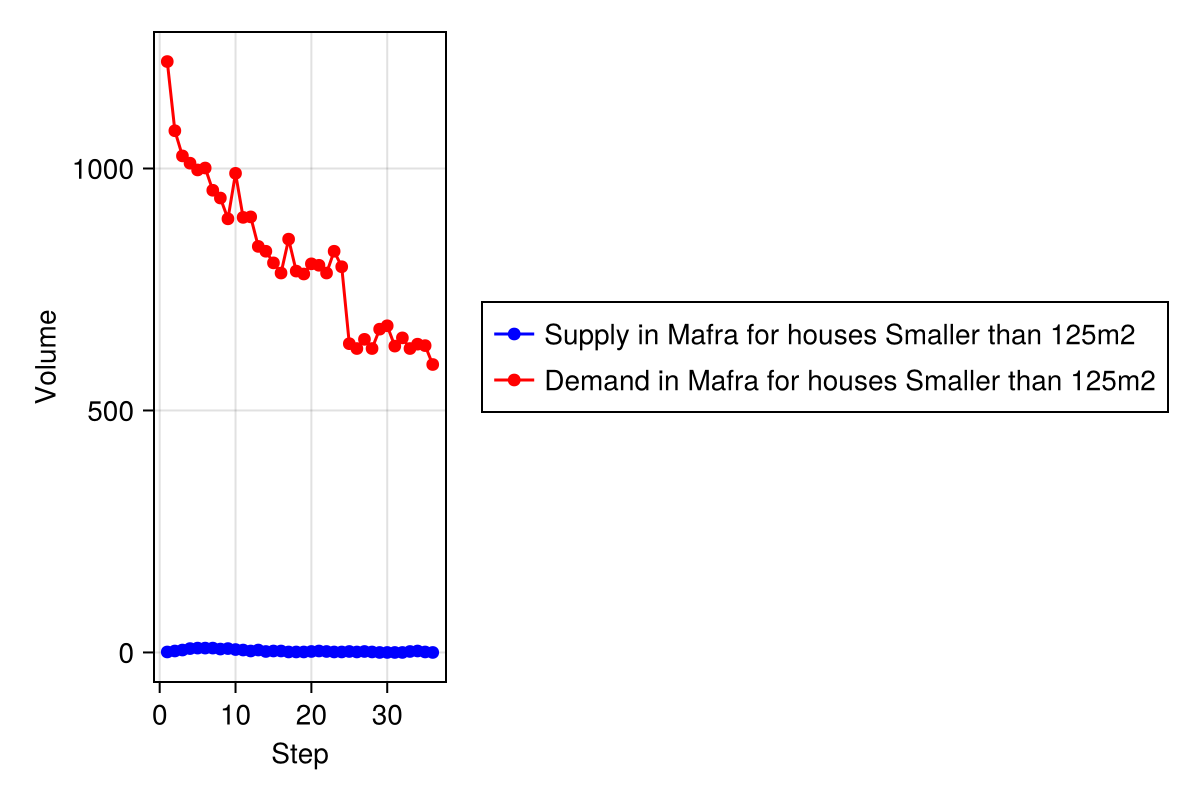 1000
500
0
Volume
0 10 20 30
Step
Supply in Mafra for houses Smaller than 125m2
Demand in Mafra for houses Smaller than 125m2